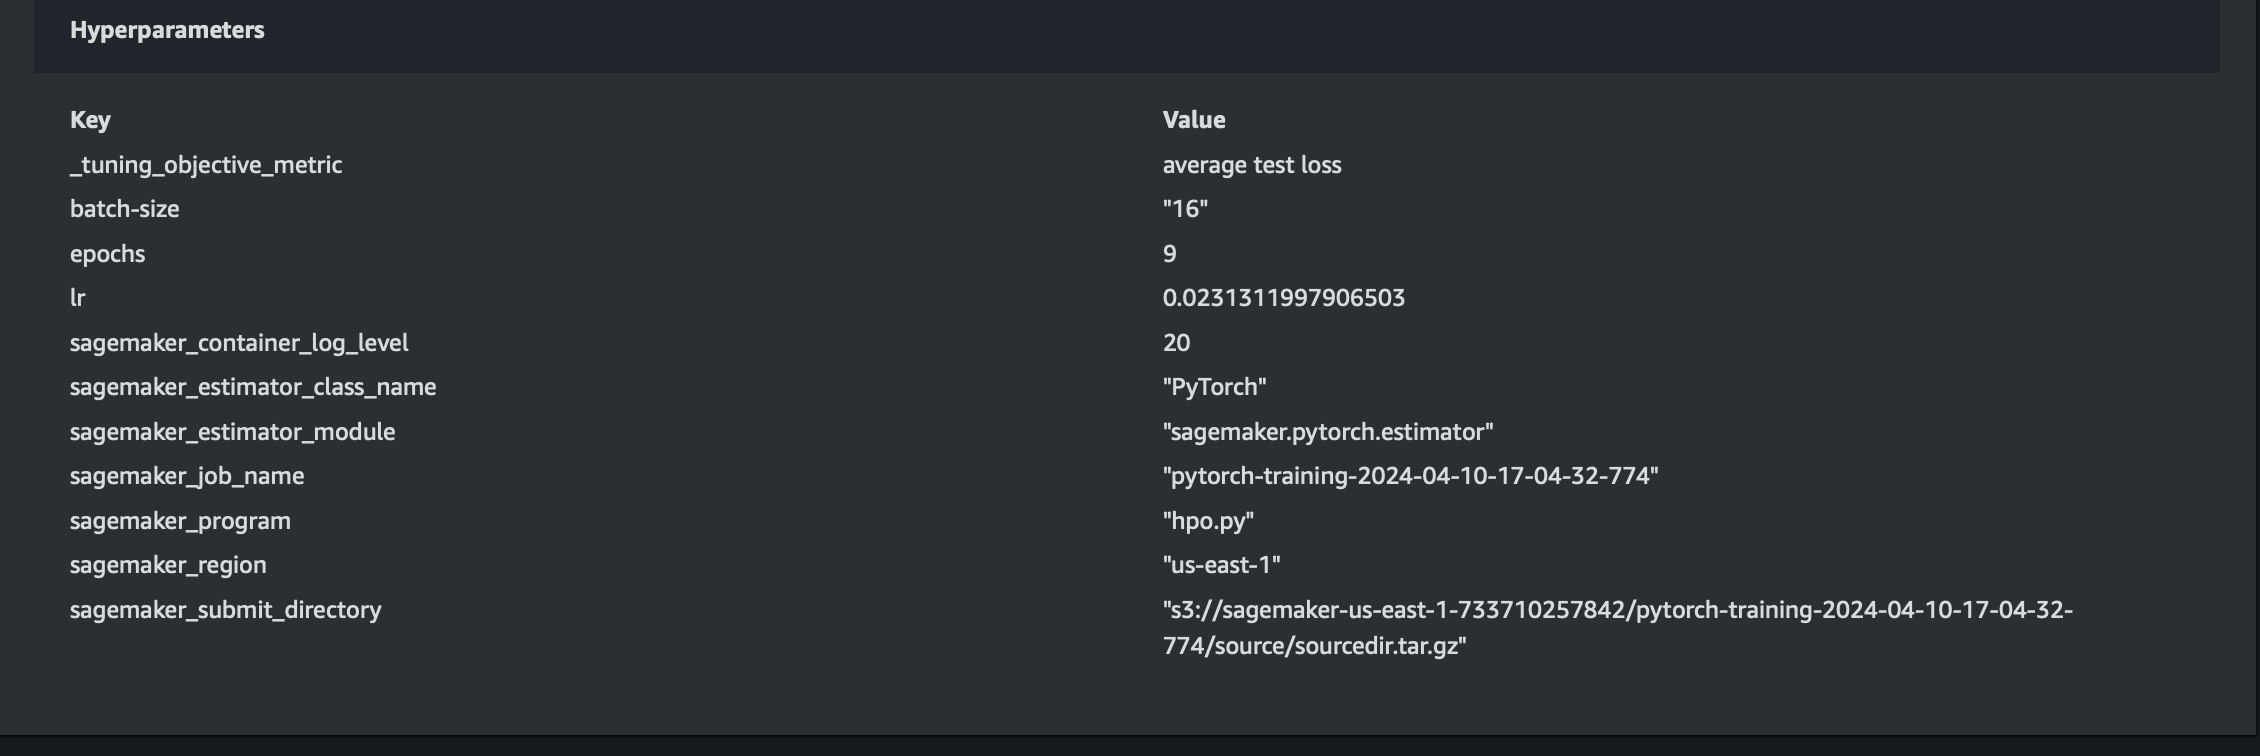 Hyperparameters
Key Value
_tuning_objective_metric average test loss
batch-size "16"
epochs 9
lr 0.0231311997906503
sagemaker_container_log_level 20
sagemaker_estimator_class_name "PyTorch"
sagemaker_estimator_module "sagemaker.pytorch.estimator"
sagemaker_job_name "pytorch-training-2024-04-10-17-04-32-774"
sagemaker_program "hpo.py"
sagemaker_region "us-east-1"
sagemaker_submit_directory "s3://sagemaker-us-east-1-733710257842/pytorch-training-2024-04-10-17-04-32-
774/source/sourcedir.tar.gz"